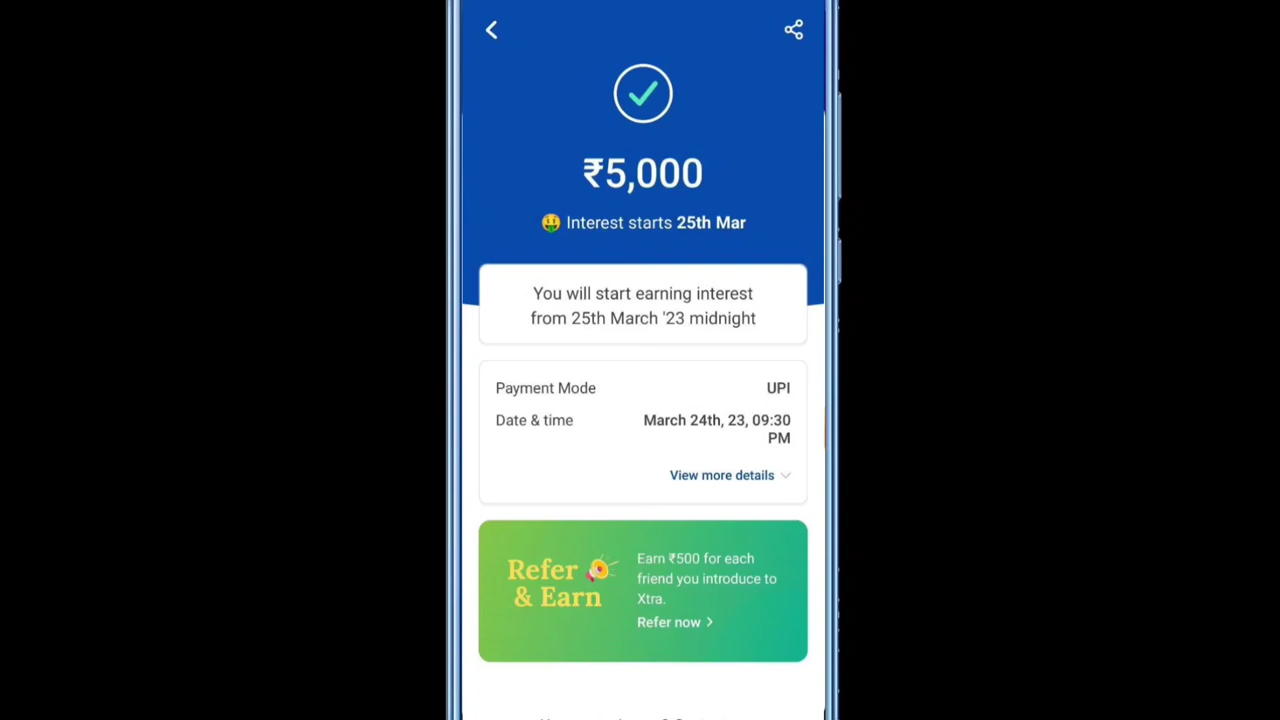 ₹5,000
Interest starts 25th Mar
You will start earning interest
from 25th March '23 midnight
Payment Mode UPI
Date & time March 24th, 23, 09:30
PM
View more details
Refer
& Earn
Earn ₹500 for each
friend you introduce to
Xtra.
Refer now